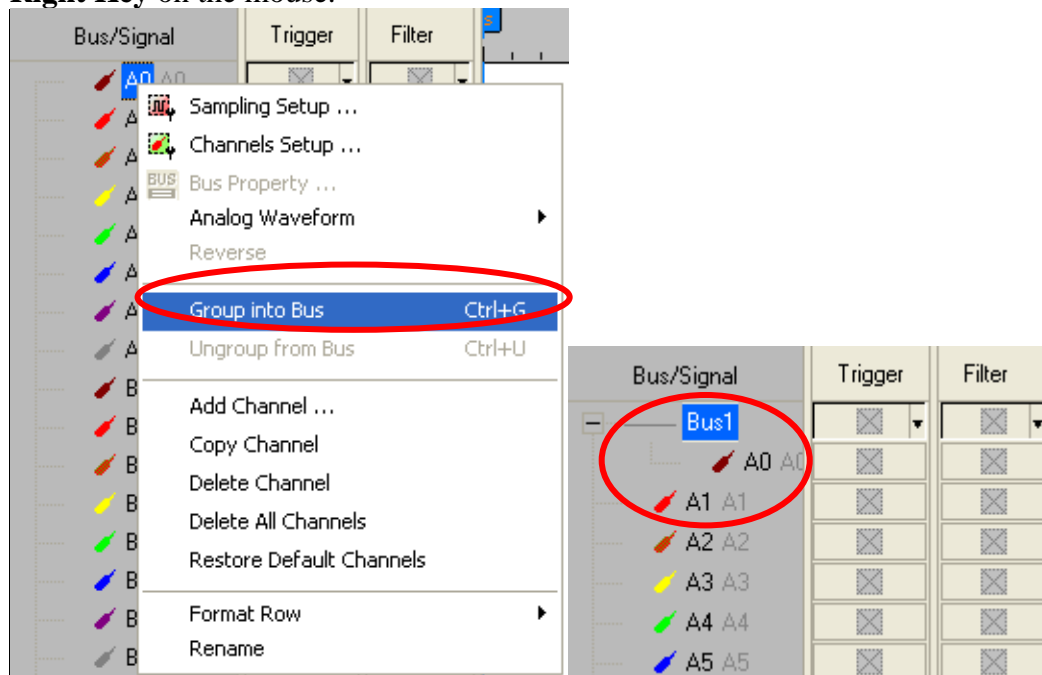 Right Key on the mouse.
Bus/Signal Trigger Filter
A0 A0
Sampling Setup ...
A
Channels Setup ...
A
BUS Bus Property ...
A
Analog Waveform
A
Reverse
A
A Group into Bus Ctrl+G
A Ungroup from Bus Ctrl+U
B
Add Channel ...
B
Copy Channel
B
Delete Channel
B
Delete All Channels
B
Restore Default Channels
B
B Format Row
Rename
B
Bus/Signal Trigger Filter
Bus1
A0 A0
A1 A1
A2 A2
A3 A3
A4 A4
A5 A5